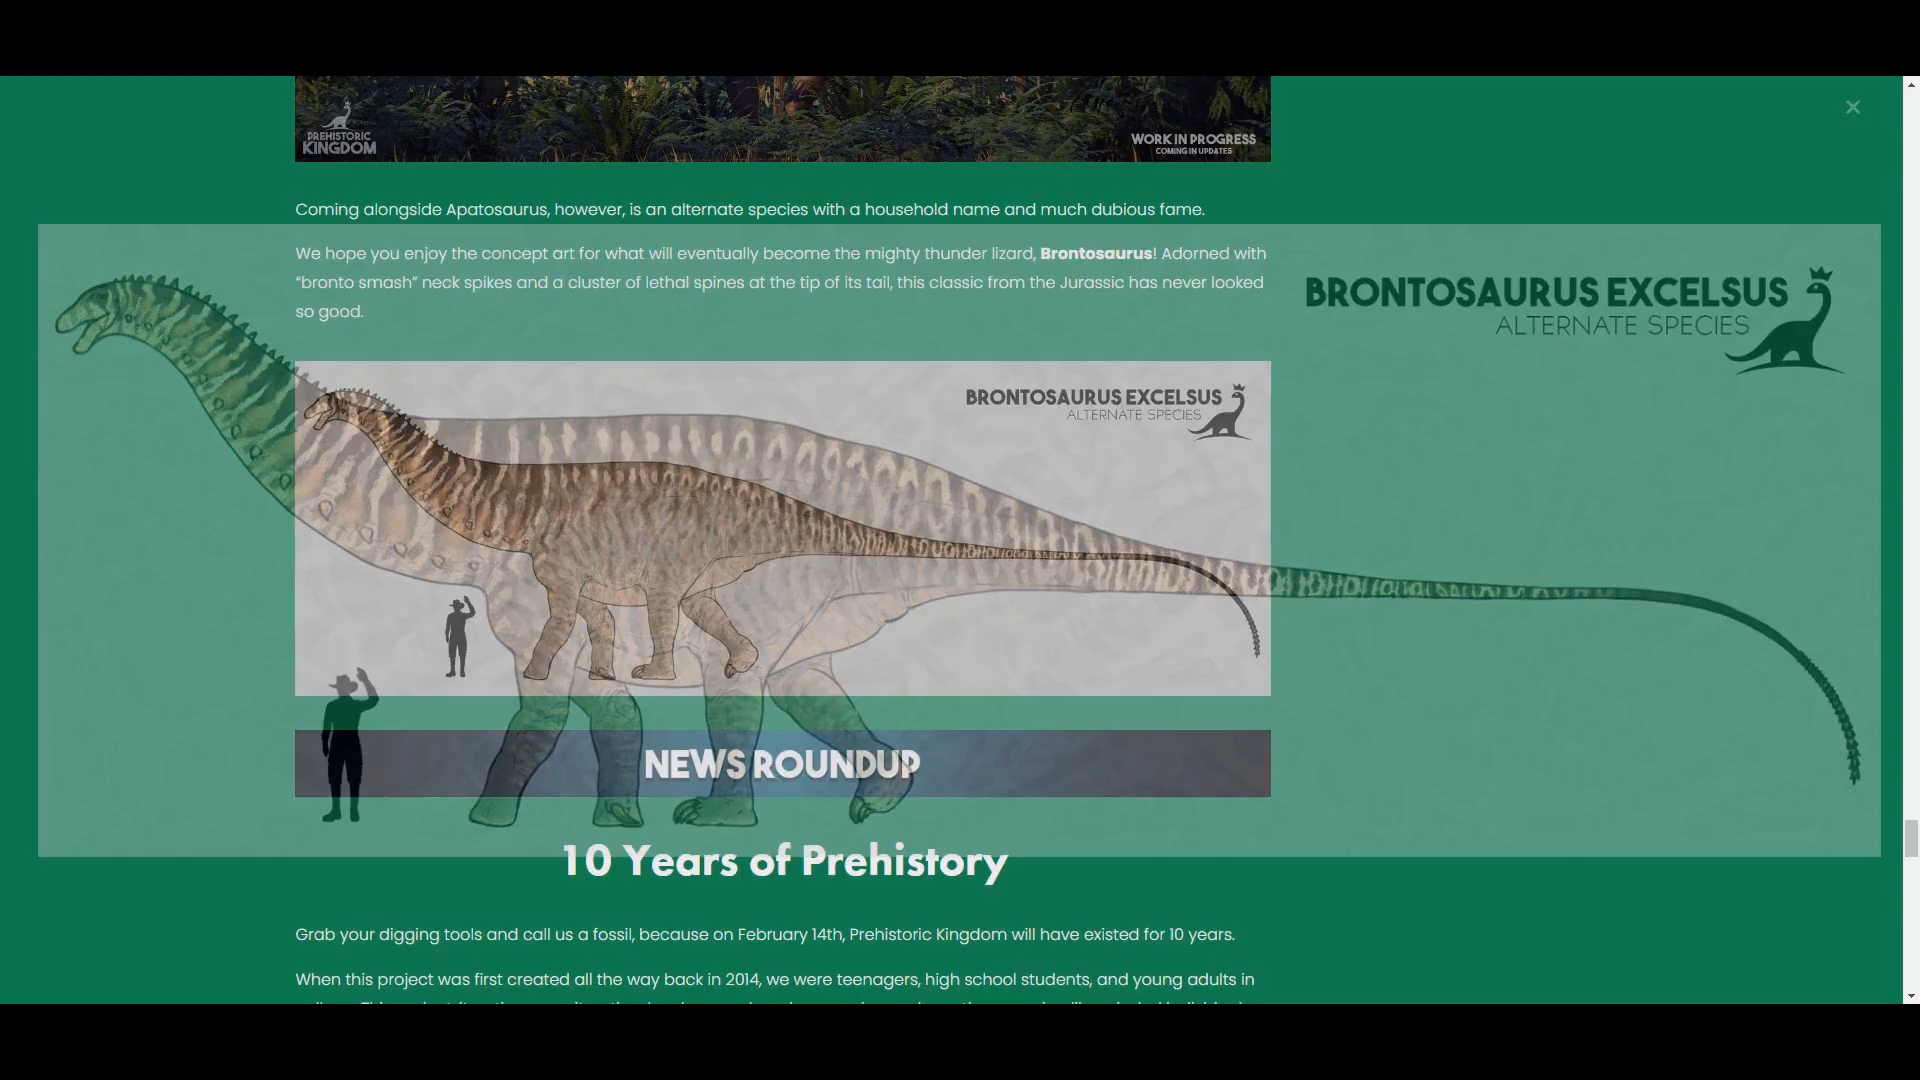 PREHISTORIC
KINGDOM
WORK IN PROGRESS
COMING IN UPDATES
Coming alongside Apatosaurus, however, is an alternate species with a household name and much dubious fame.
We hope you enjoy the concept art for what will eventually become the mighty thunder lizard, Brontosaurus! Adorned with
“bronto smash” neck spikes and a cluster of lethal spines at the tip of its tail, this classic from the Jurassic has never looked
so good.
BRONTOSAURUS EXCELSUS
ALTERNATE SPECIES
BRONTOSAURUS EXCELSUS
ALTERNATE SPECIES
NEWS ROUNDUP
10 Years of Prehistory
Grab your digging tools and call us a fossil, because on February 14th, Prehistoric Kingdom will have existed for 10 years.
When this project was first created all the way back in 2014, we were teenagers, high school students, and young adults in